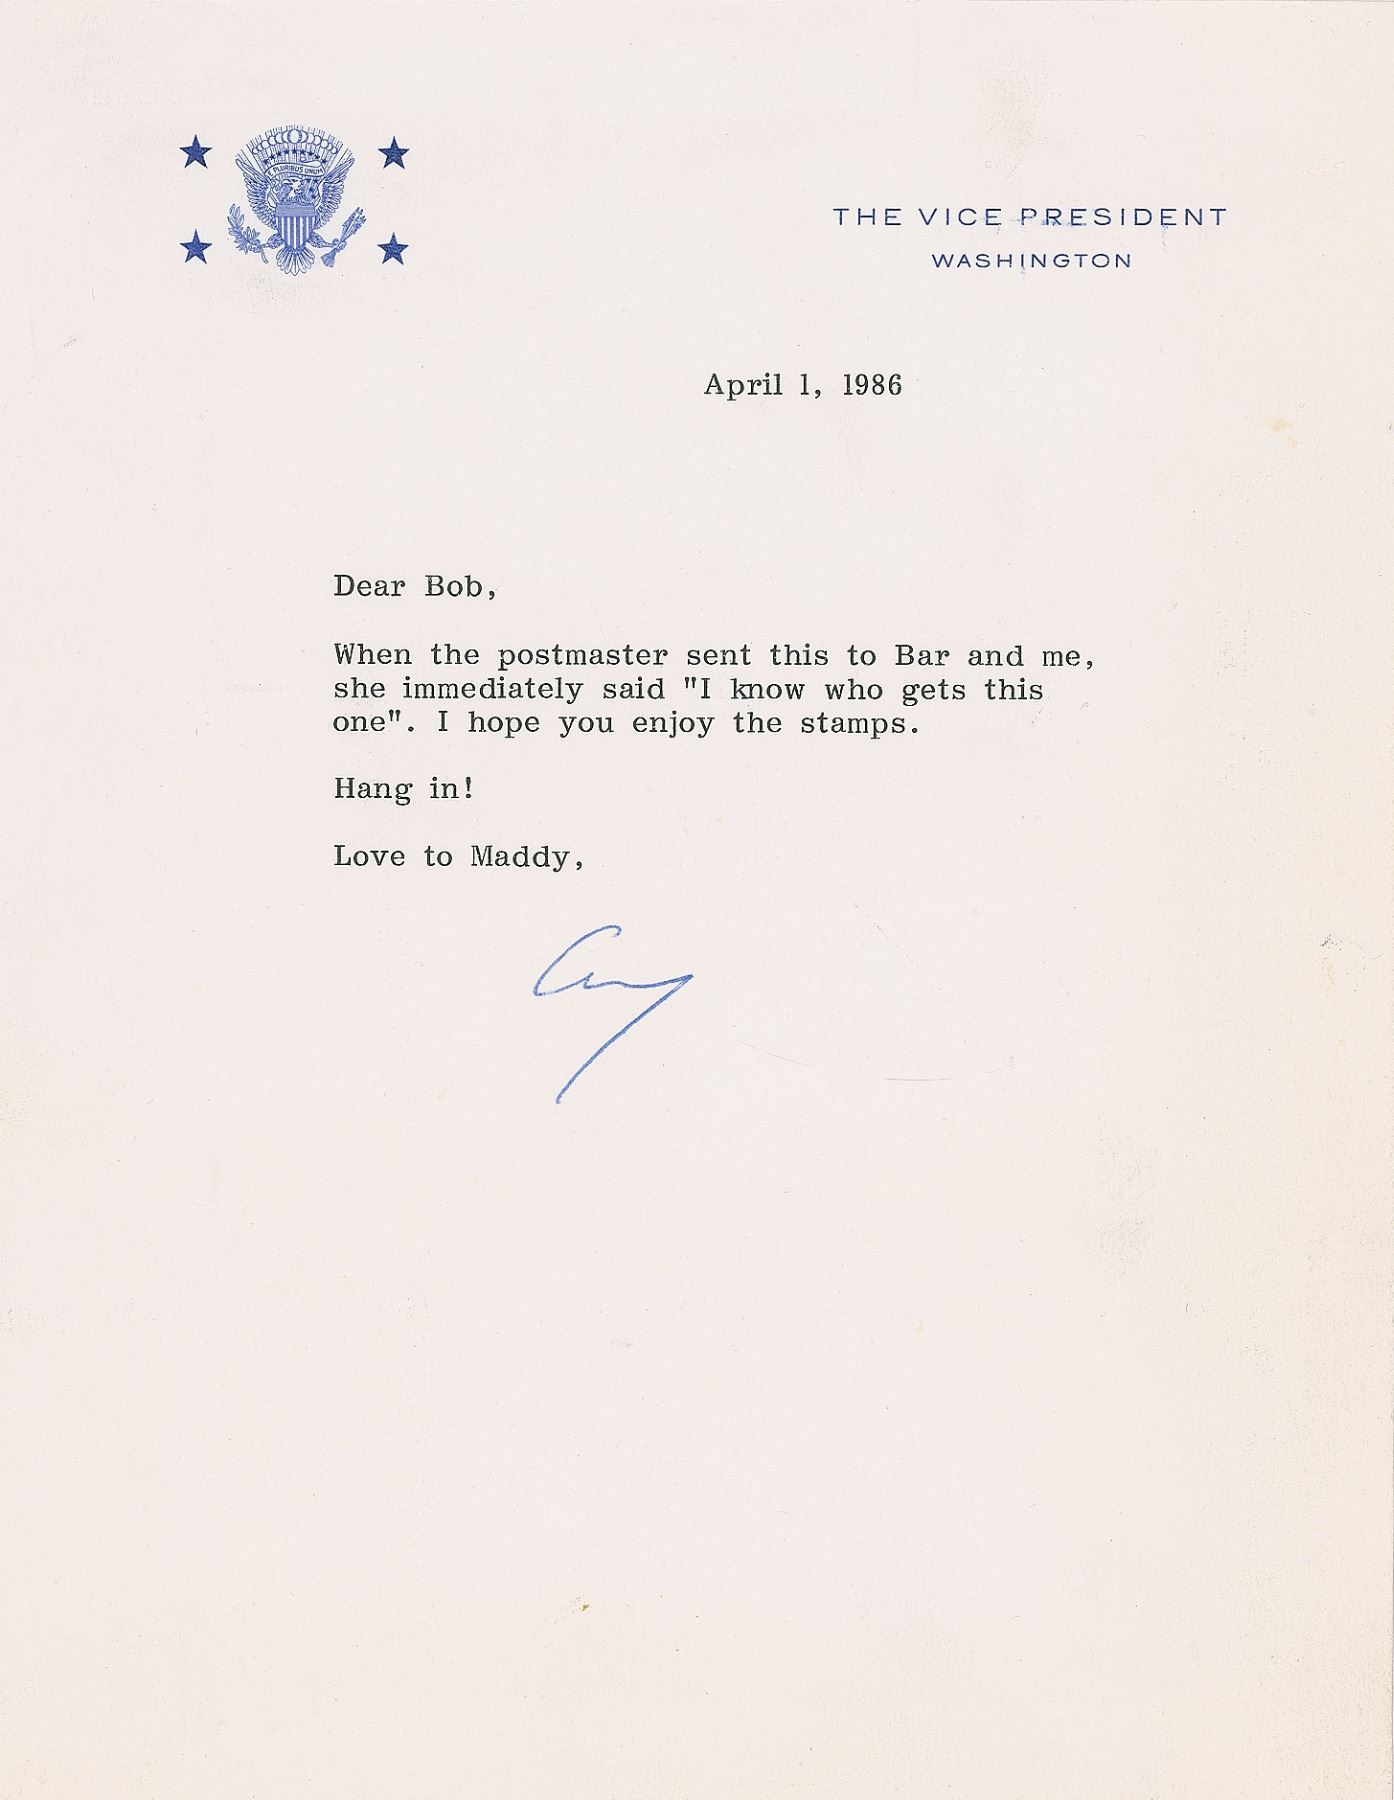 E PLURIBUS UNUM
THE VICE PRESIDENT
WASHINGTON
April 1, 1986
Dear Bob,
When the postmaster sent this to Bar and me,
she immediately said "I know who gets this
one". I hope you enjoy the stamps.
Hang in!
Love to Maddy,